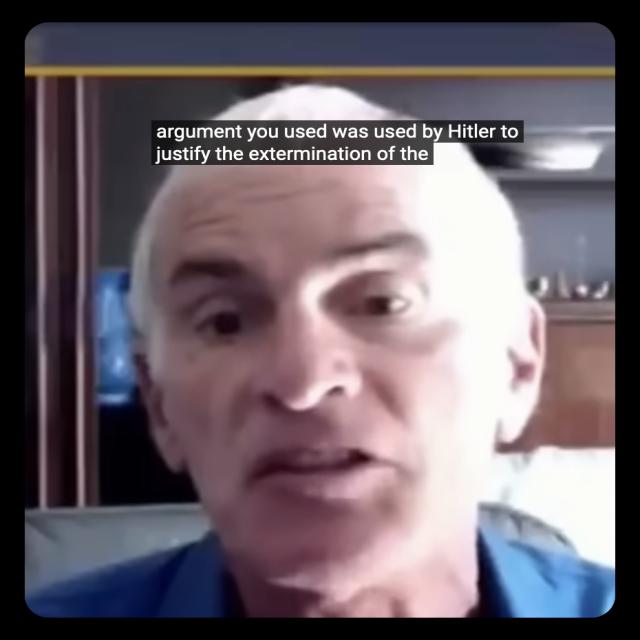 argument you used was used by Hitler to
justify the extermination of the